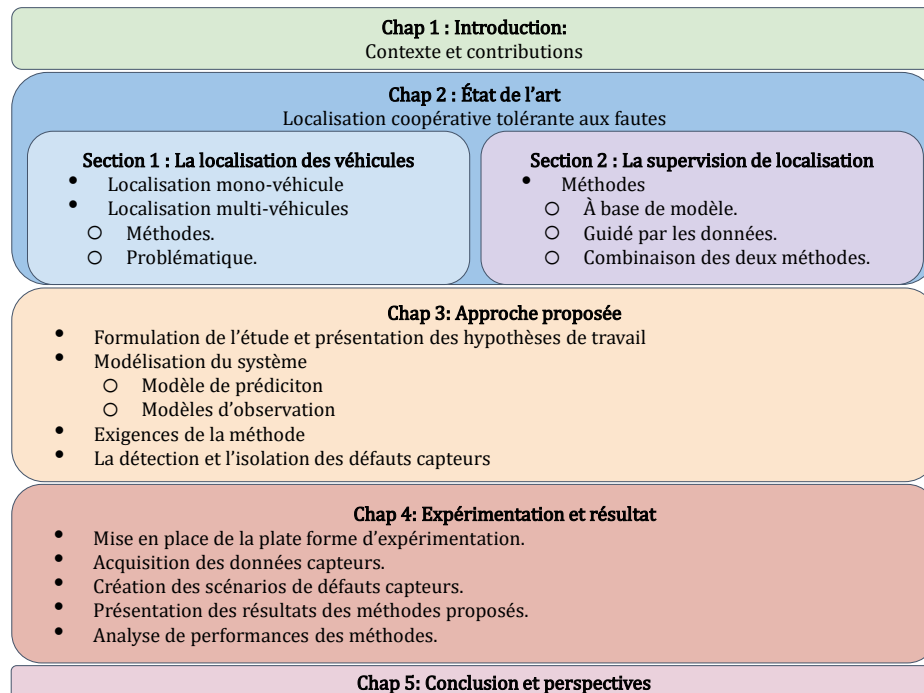 Chap 1 : Introduction:
Contexte et contributions
Chap 2 : État de l'art
Localisation coopérative tolérante aux fautes
Section 1 : La localisation des véhicules
• Localisation mono-véhicule
• Localisation multi-véhicules
o Méthodes.
o Problématique.
Section 2 : La supervision de localisation
• Méthodes
o À base de modèle.
o Guidé par les données.
o Combinaison des deux méthodes.
Chap 3: Approche proposée
• Formulation de l'étude et présentation des hypothèses de travail
• Modélisation du système
o Modèle de prédiciton
o Modèles d'observation
• Exigences de la méthode
• La détection et l'isolation des défauts capteurs
Chap 4: Expérimentation et résultat
• Mise en place de la plate forme d'expérimentation.
• Acquisition des données capteurs.
• Création des scénarios de défauts capteurs.
• Présentation des résultats des méthodes proposés.
• Analyse de performances des méthodes.
Chap 5: Conclusion et perspectives